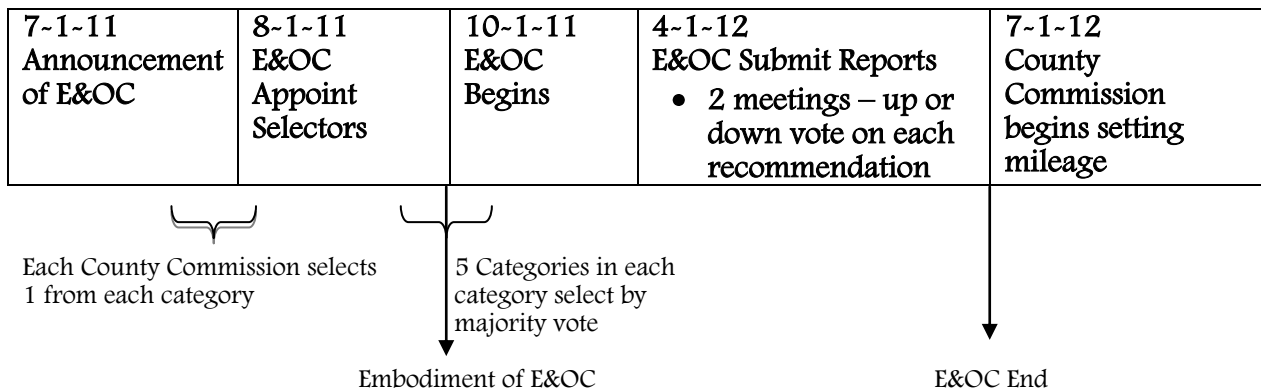 7-1-11
Announcement
of E&OC
8-1-11
E&OC
Appoint
Selectors
10-1-11
E&OC
Begins
4-1-12
E&OC Submit Reports
• 2 meetings – up or
down vote on each
recommendation
7-1-12
County
Commission
begins setting
mileage
Each County Commission selects
1 from each category
5 Categories in each
category select by
majority vote
Embodiment of E&OC
E&OC End